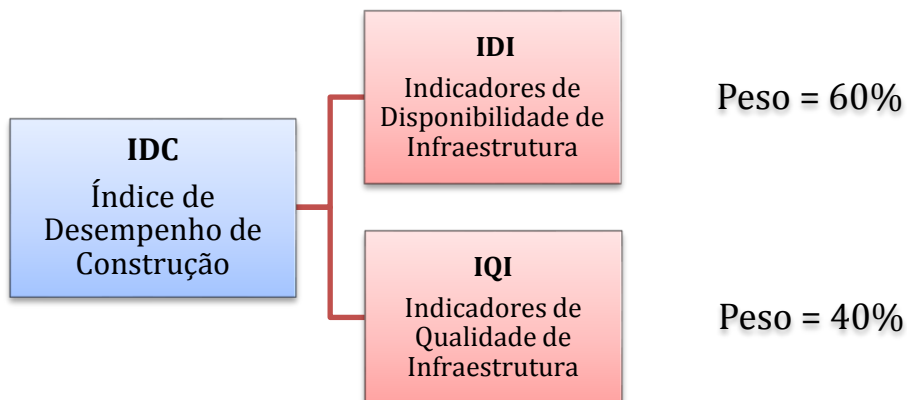 IDI
Indicadores de
Disponibilidade de
Infraestrutura
Peso = 60%
IDC
Índice de
Desempenho de
Construção
IQI
Indicadores de
Qualidade de
Infraestrutura
Peso = 40%